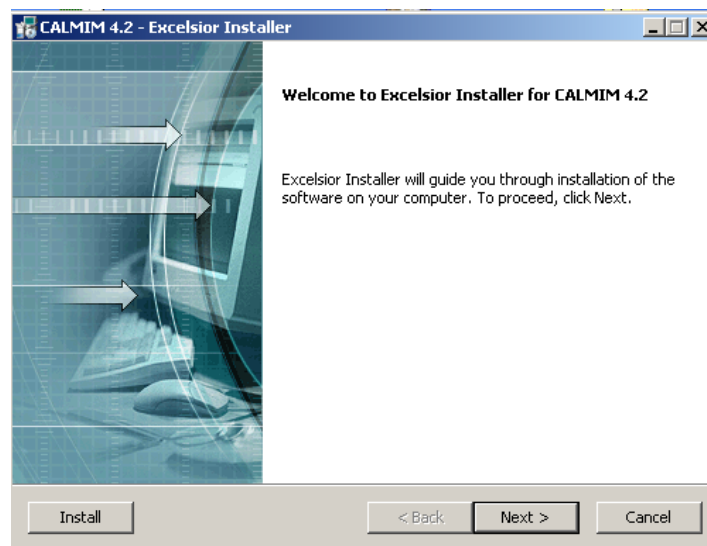 CALMIM 4.2 - Excelsior Installer
Welcome to Excelsior Installer for CALMIM 4.2
Excelsior Installer will guide you through installation of the
software on your computer. To proceed, click Next.
Install
< Back
Next >
Cancel